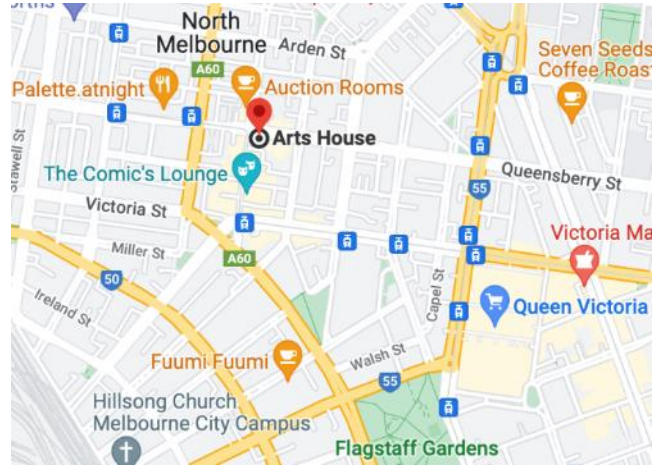 North
Melbourne
Arden St
A60
Seven Seeds
Coffee Roast
Palette.atnight
Auction Rooms
Arts House
Stawell St
The Comic's Lounge
Queensberry St
55
Victoria St
Victoria Ma
Miller St
A60
50
Capel St
Ireland St
Queen Victoria
Walsh St
Fuumi Fuumi
55
Hillsong Church
Melbourne City Campus
Flagstaff Gardens